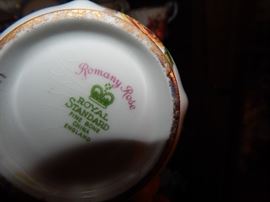 Romany Rose
ROYAL
STANDARD
FINE BONE
CHINA
ENGLAND